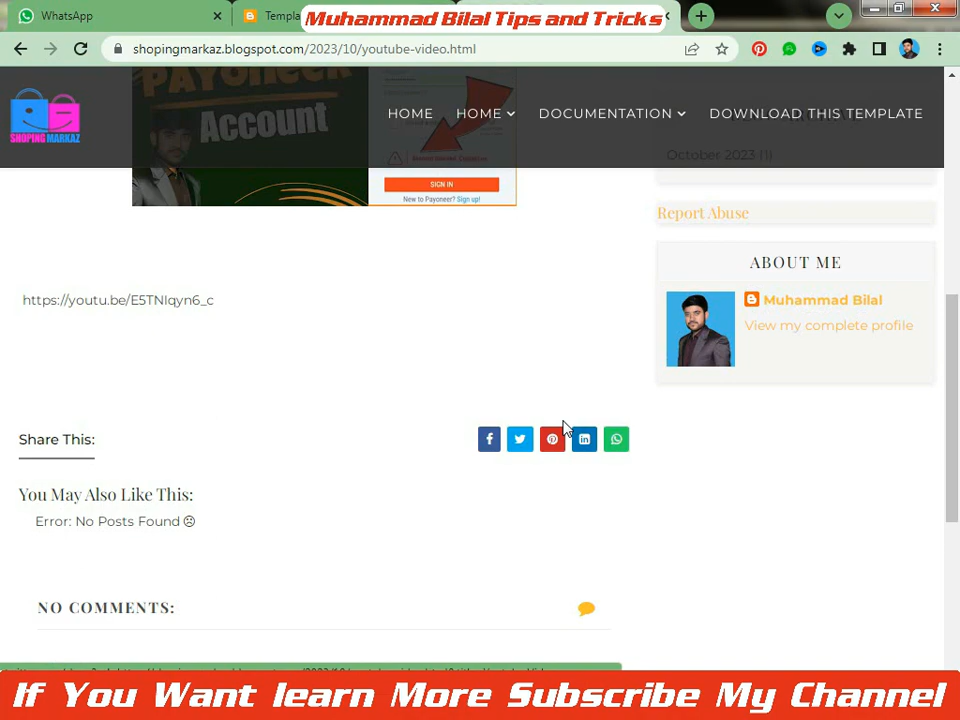 WhatsApp
Templa
Muhammad Bilal Tips and Tricks
shopingmarkaz.blogspot.com/2023/10/youtube-video.html
SHOPING MARKAZ
HOME HOME DOCUMENTATION DOWNLOAD THIS TEMPLATE
PAYONEER
Account
October 2023 (1)
SIGN IN
New to Payoneer? Sign up!
Report Abuse
ABOUT ME
Muhammad Bilal
View my complete profile
https://youtu.be/E5TNIqyn6_c
Share This:
You May Also Like This:
Error: No Posts Found ☹
NO COMMENTS:
If You Want learn More Subscribe My Channel